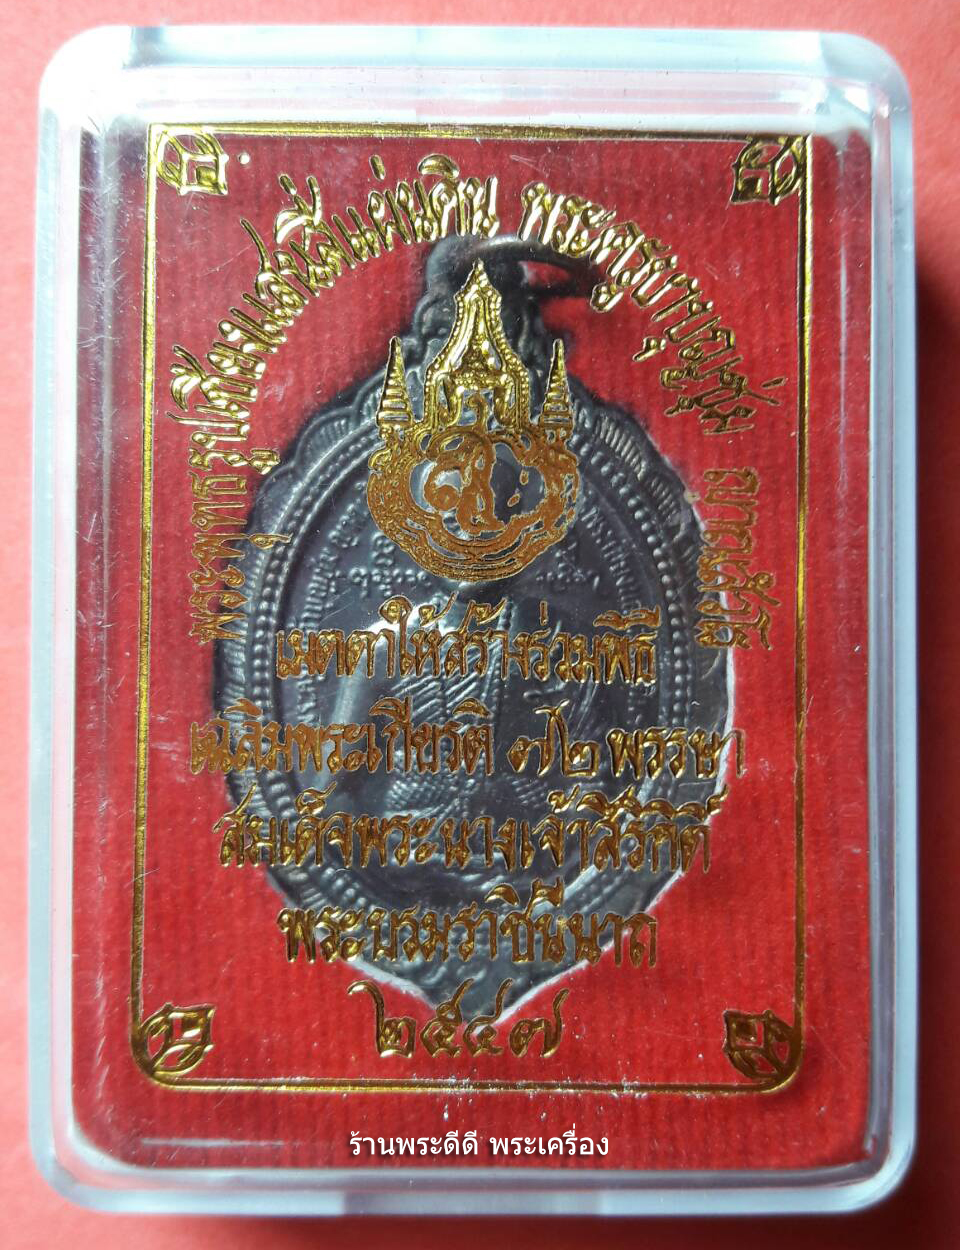 พระพุทธรูปเชียงแสนสี่แผ่นดิน พระครูบาบุญชุ่ม ญาณสํวโร
เมตตาให้สร้างร่วมพิธี
เฉลิมพระเกียรติ ๗๒ พรรษา
สมเด็จพระนางเจ้าสิริกิติ์
พระบรมราชินีนาถ
๒๕๔๗
ร้านพระดีดี พระเครื่อง